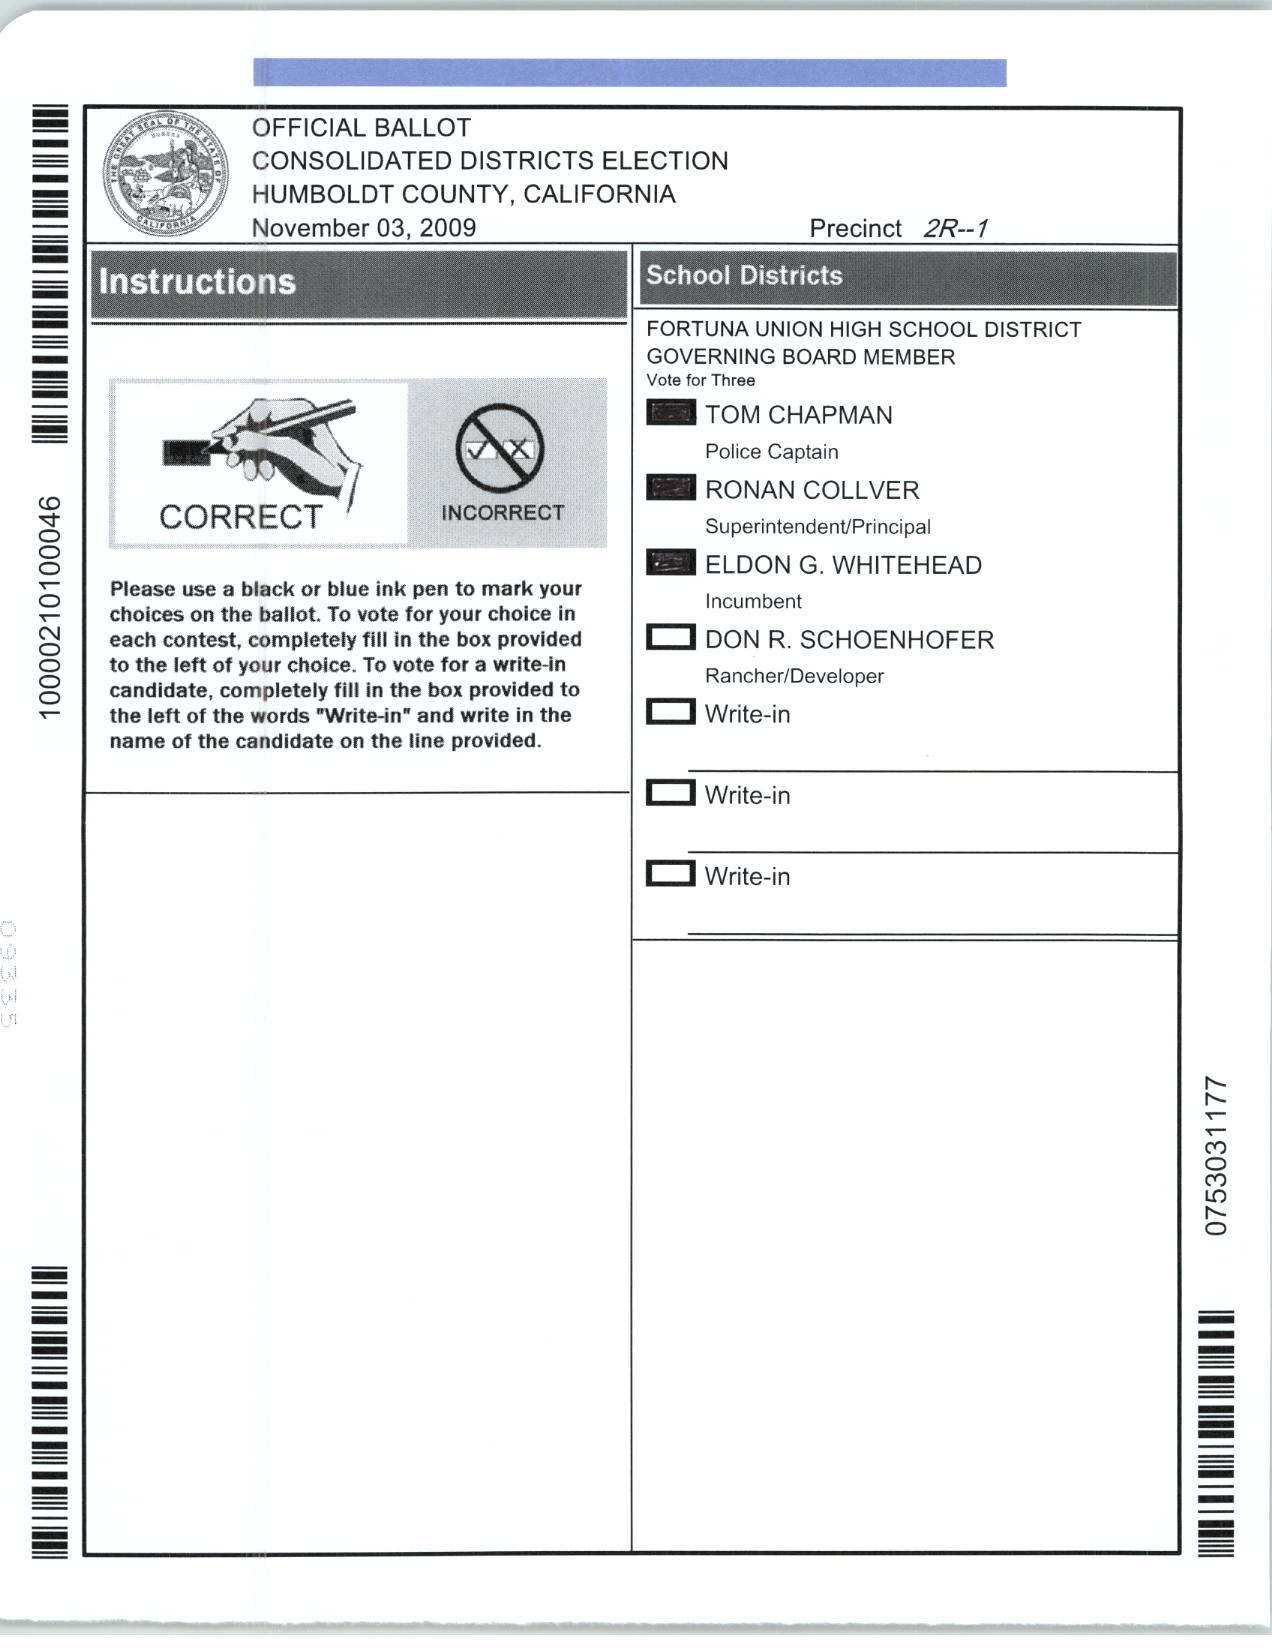 OFFICIAL BALLOT
CONSOLIDATED DISTRICTS ELECTION
HUMBOLDT COUNTY, CALIFORNIA
November 03, 2009
Precinct 2R--1
THE GREAT SEAL OF THE STATE OF CALIFORNIA
EUREKA
Instructions
CORRECT
INCORRECT
Please use a black or blue ink pen to mark your
choices on the ballot. To vote for your choice in
each contest, completely fill in the box provided
to the left of your choice. To vote for a write-in
candidate, completely fill in the box provided to
the left of the words "Write-in" and write in the
name of the candidate on the line provided.
School Districts
FORTUNA UNION HIGH SCHOOL DISTRICT
GOVERNING BOARD MEMBER
Vote for Three
TOM CHAPMAN
Police Captain
RONAN COLLVER
Superintendent/Principal
ELDON G. WHITEHEAD
Incumbent
DON R. SCHOENHOFER
Rancher/Developer
Write-in
Write-in
Write-in
10000210100046
09335
0753031177